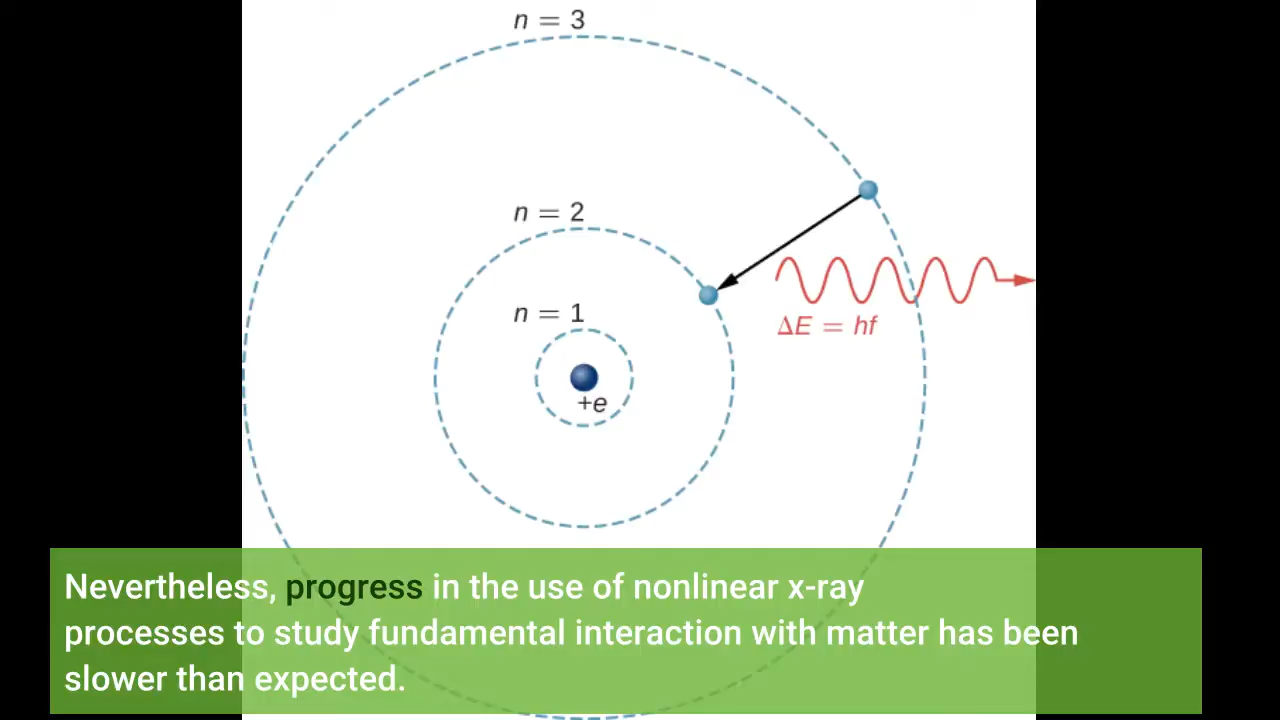 n = 3
n = 2
n = 1
ΔE = hf
+e
Nevertheless, progress in the use of nonlinear x-ray
processes to study fundamental interaction with matter has been
slower than expected.